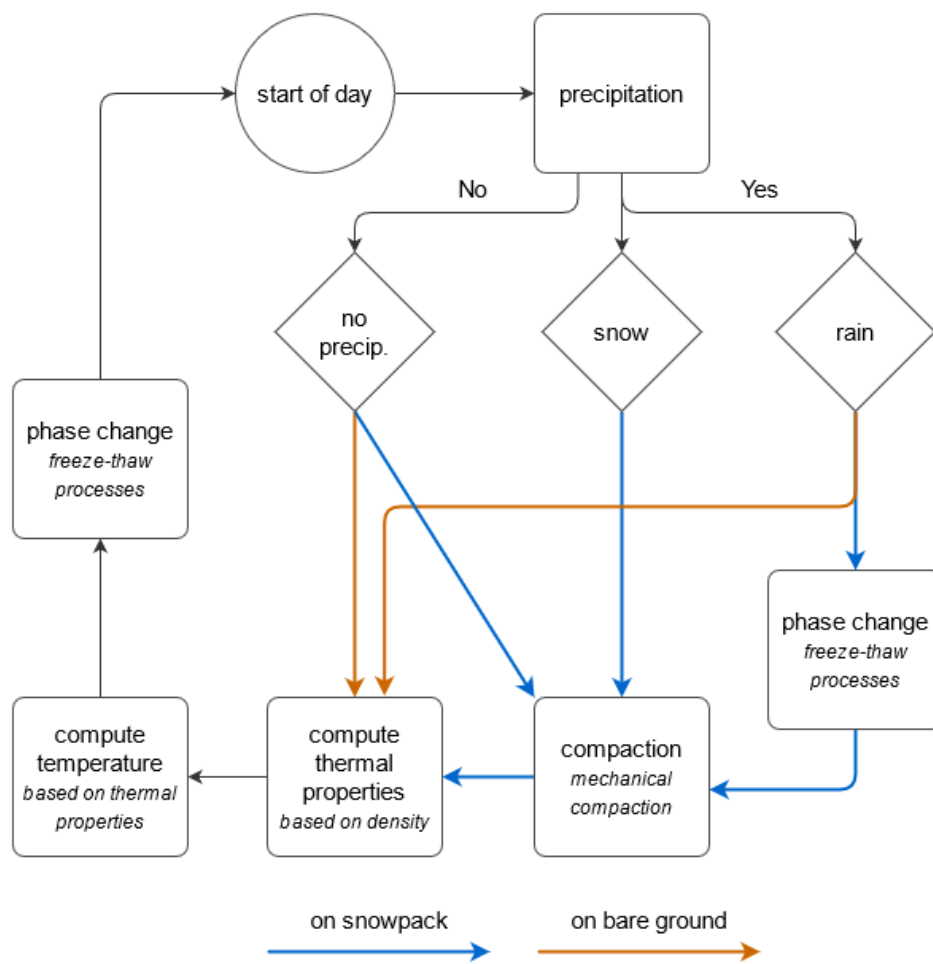 start of day
precipitation
No
Yes
no
precip.
snow
rain
phase change
freeze-thaw
processes
phase change
freeze-thaw
processes
compute
temperature
based on thermal
properties
compute
thermal
properties
based on density
compaction
mechanical
compaction
on snowpack
on bare ground